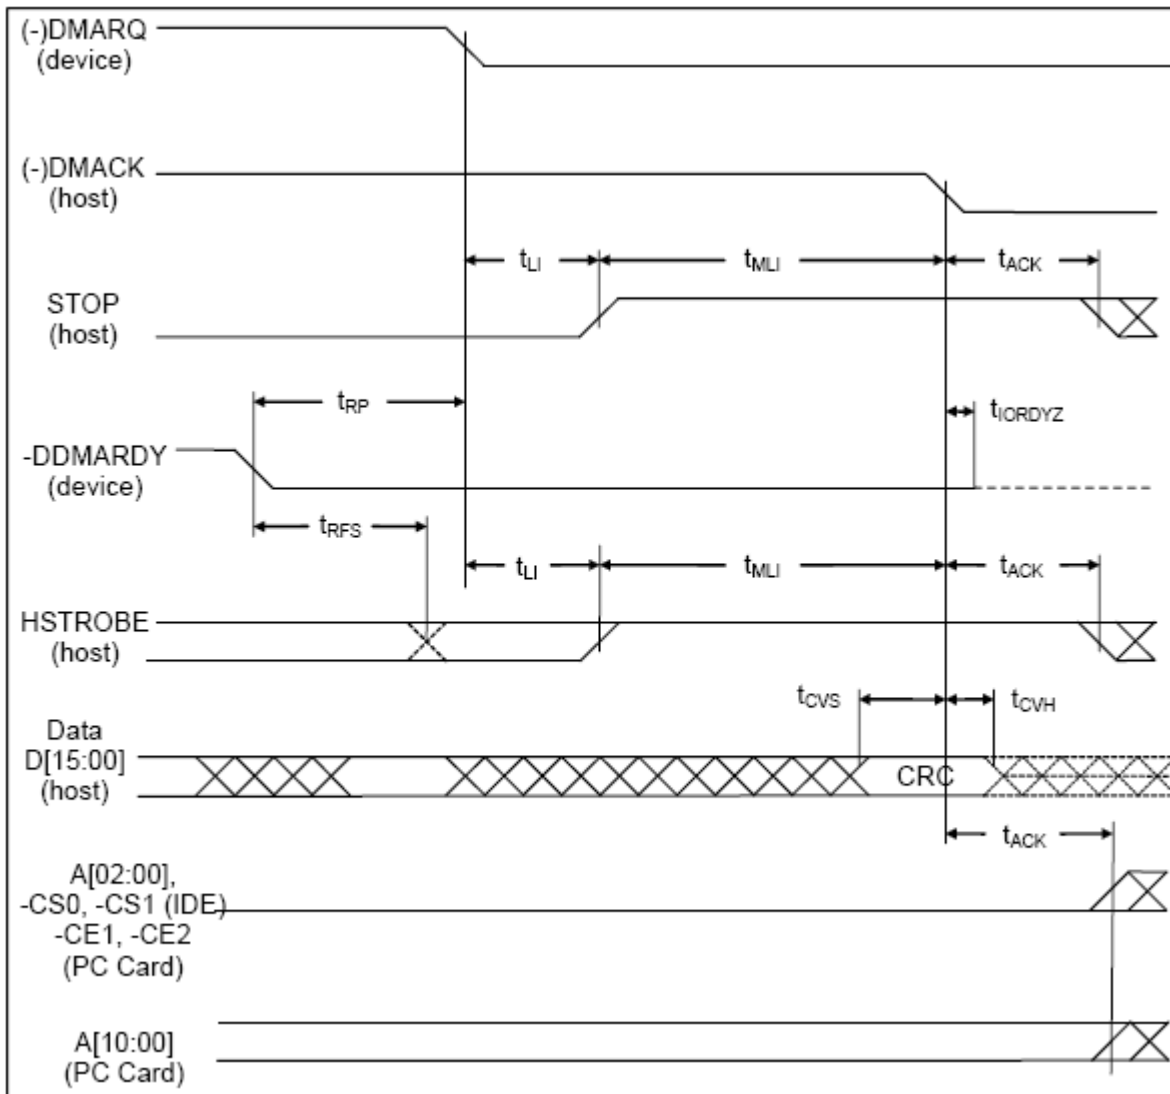 (-)DMARQ
(device)
(-)DMACK
(host)
tLI
tMLI
tACK
STOP
(host)
tRP
tIORDYZ
-DDMARDY
(device)
tRFS
tLI
tMLI
tACK
HSTROBE
(host)
tCVS
tCVH
Data
D[15:00]
(host)
CRC
tACK
A[02:00],
-CS0, -CS1 (IDE)
-CE1, -CE2
(PC Card)
A[10:00]
(PC Card)